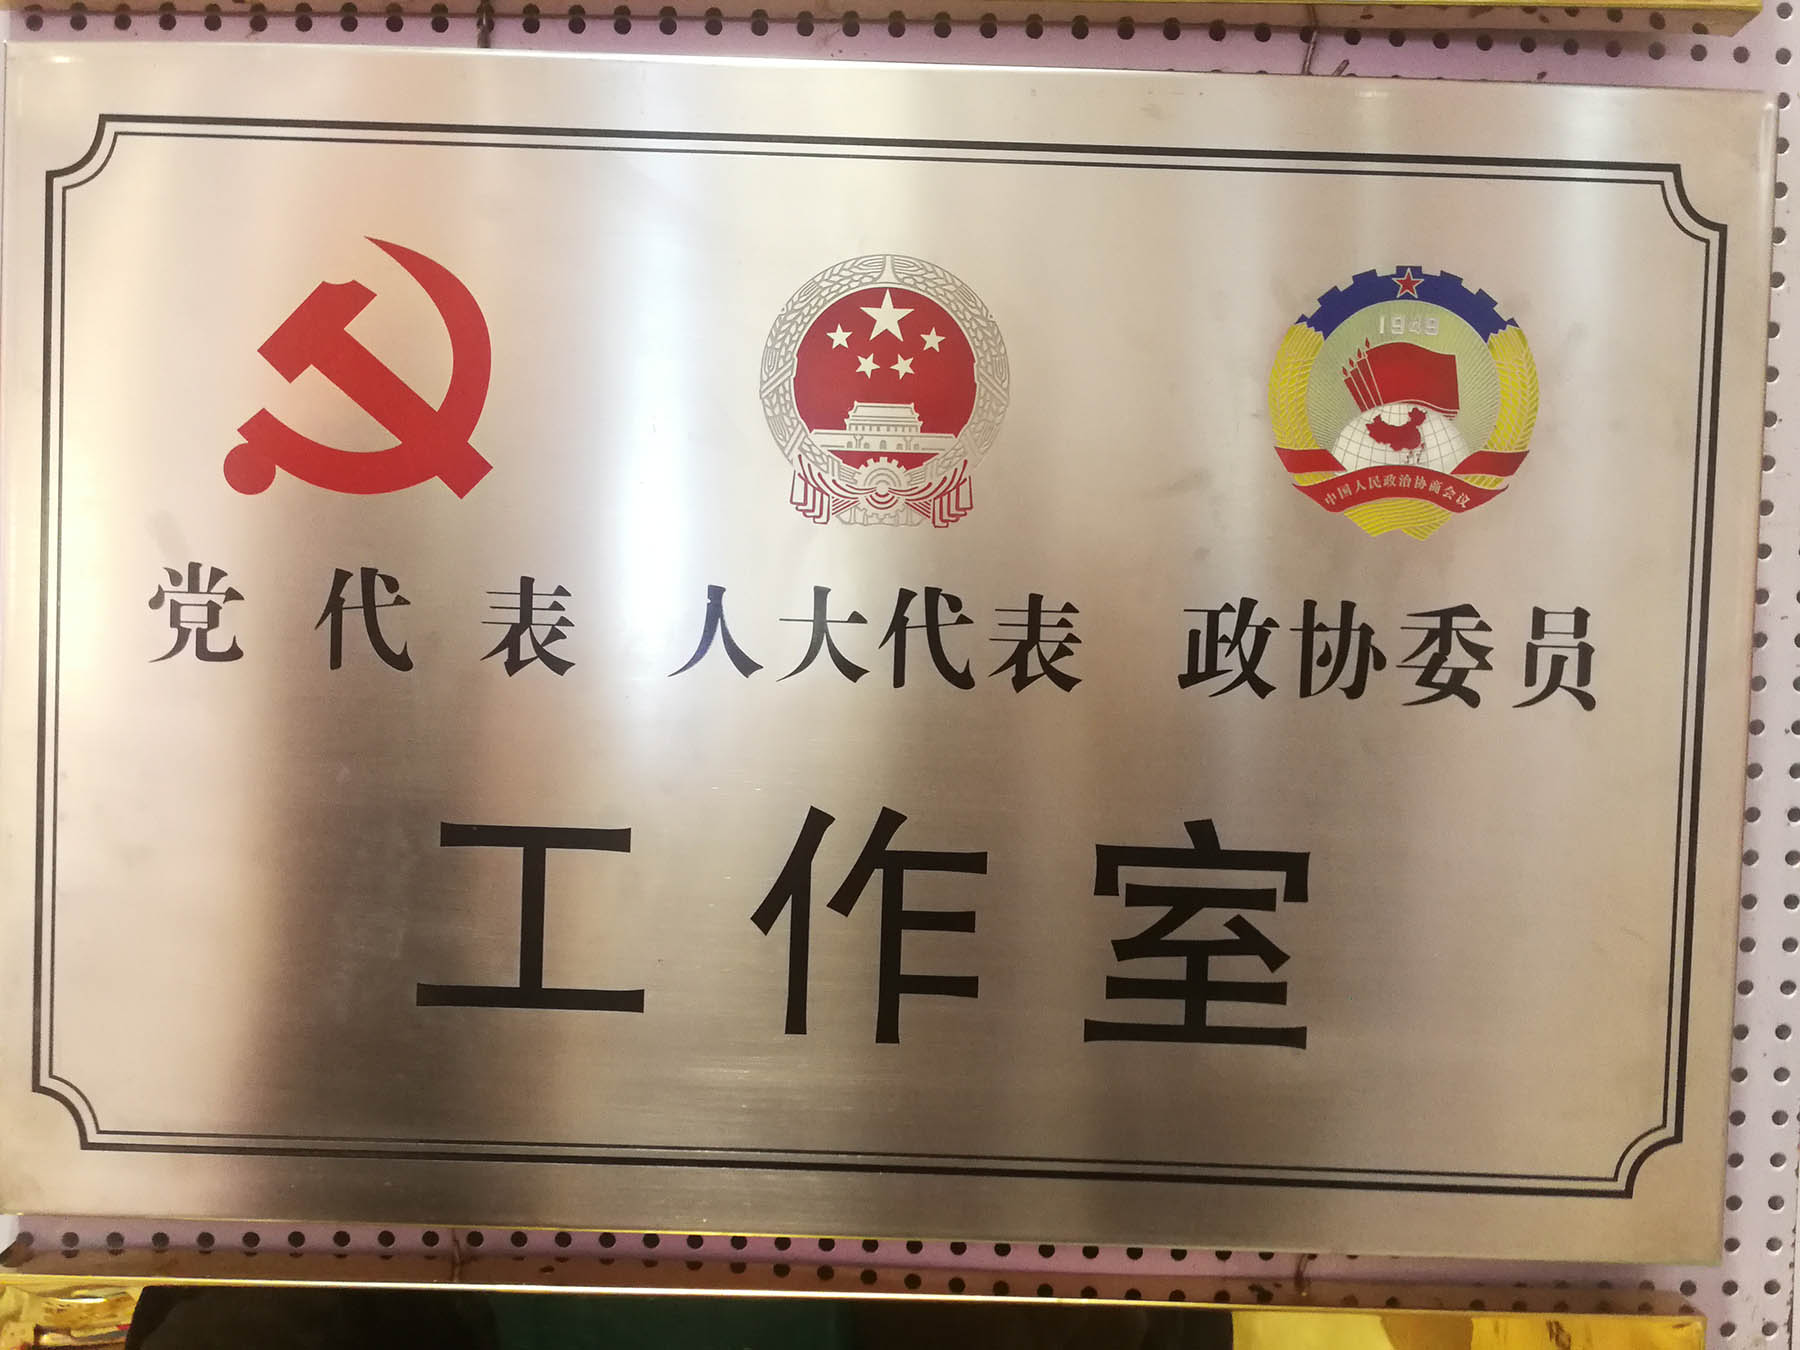 1949
中国人民政治协商会议
党代表 人大代表 政协委员
工作室